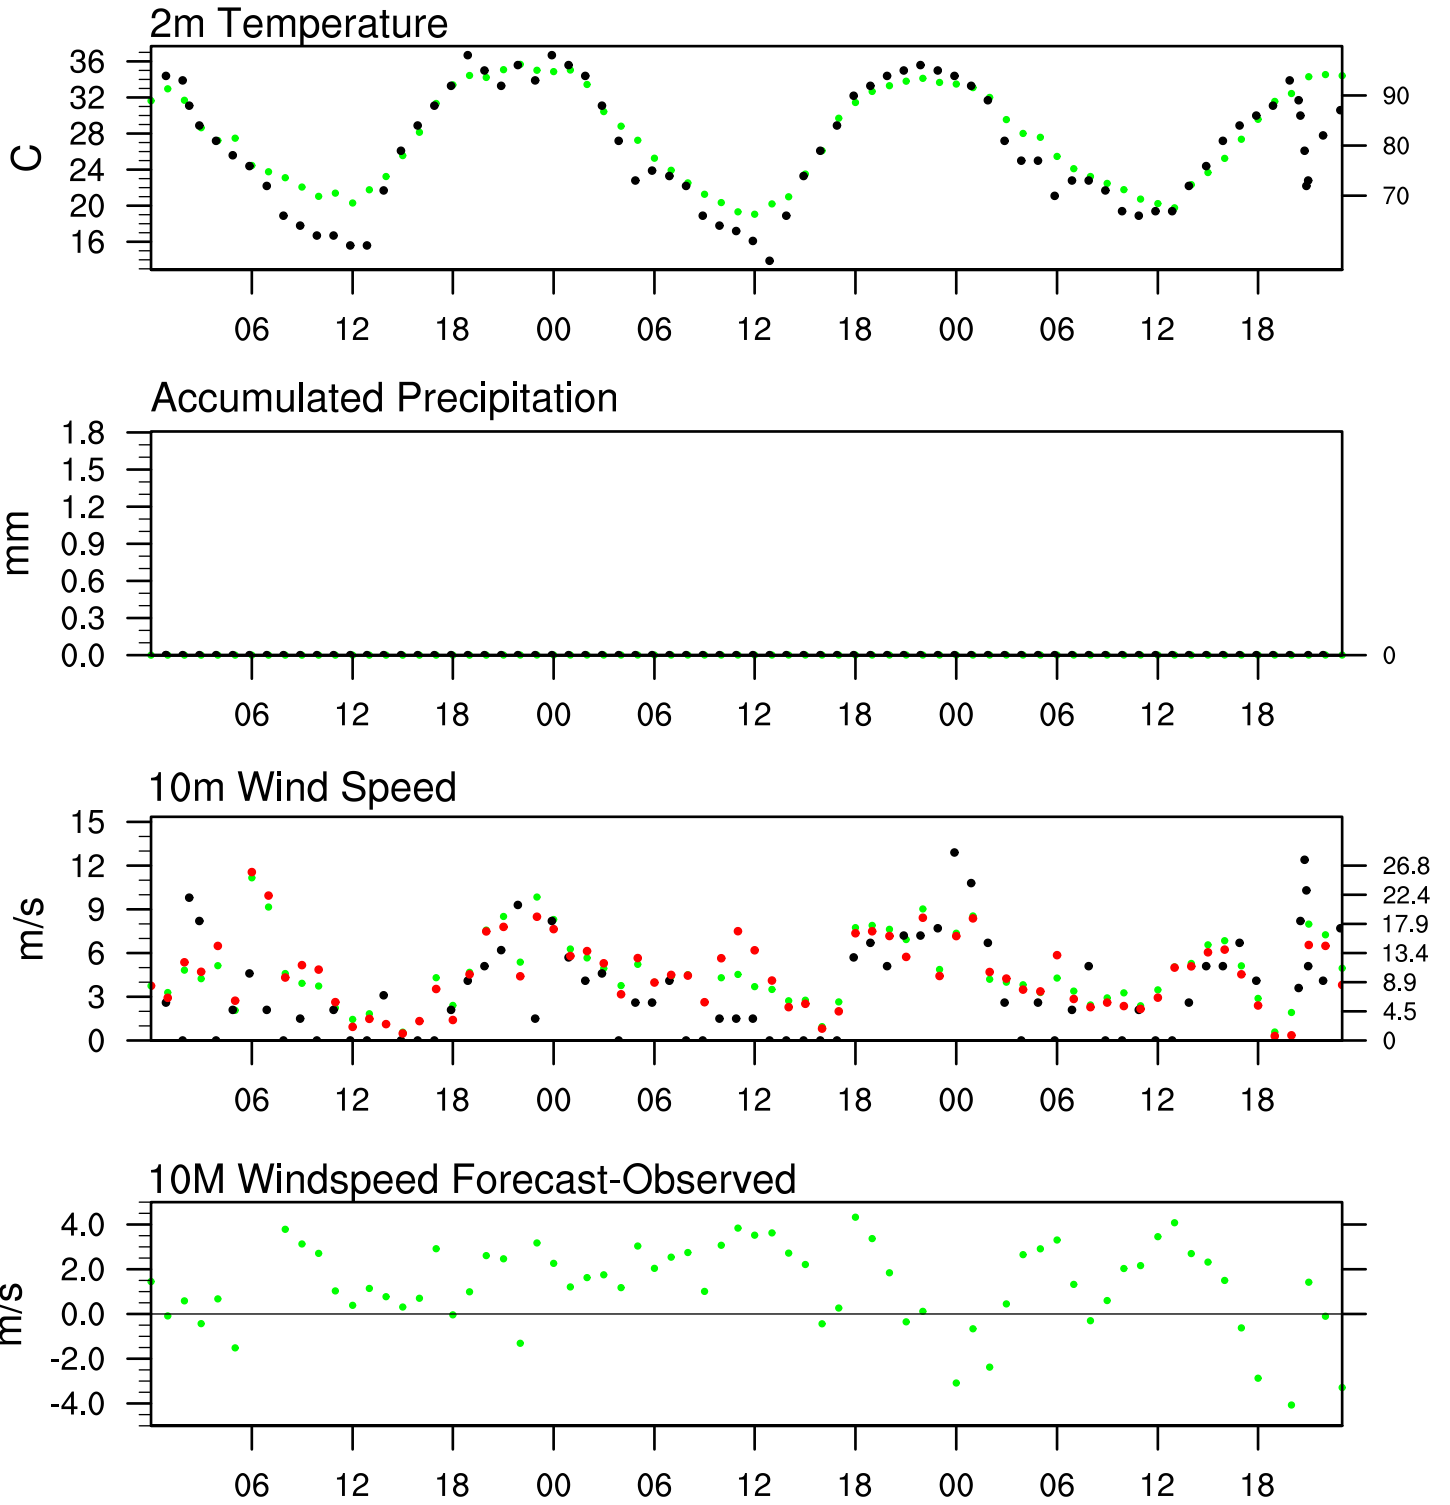 2m Temperature
36
32
28
24
20
16
C
90
80
70
06 12 18 00 06 12 18 00 06 12 18
Accumulated Precipitation
1.8
1.5
1.2
0.9
0.6
0.3
0.0
mm
0
06 12 18 00 06 12 18 00 06 12 18
10m Wind Speed
15
12
9
6
3
0
m/s
26.8
22.4
17.9
13.4
8.9
4.5
0
06 12 18 00 06 12 18 00 06 12 18
10M Windspeed Forecast-Observed
4.0
2.0
0.0
-2.0
-4.0
m/s
06 12 18 00 06 12 18 00 06 12 18